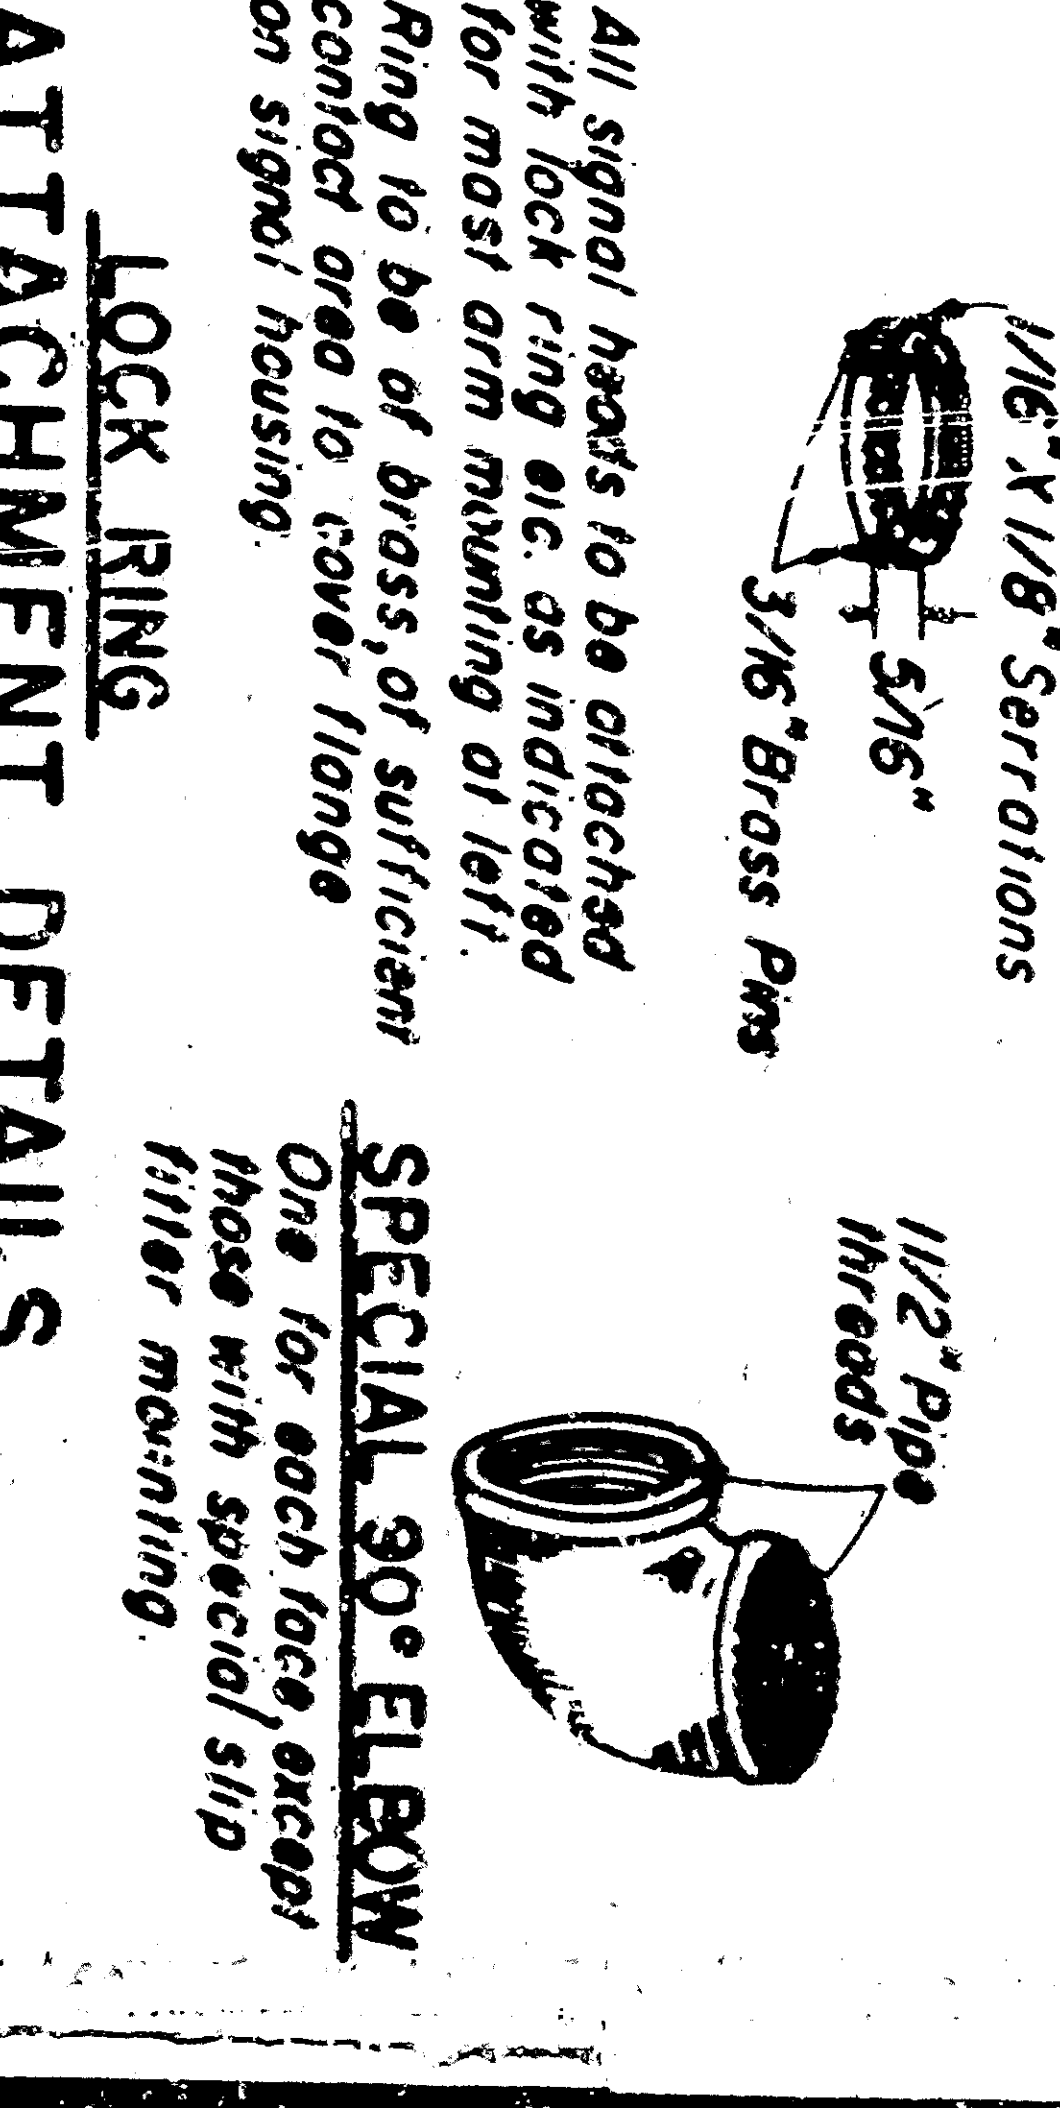 1/16" X 1/8" Serrations
5/16"
3/16" Brass Pins
All signal heads to be attached
with lock ring etc. as indicated
for mast arm mounting at left.
Ring to be of brass, of sufficient
contact area to cover flange
on signal housing.
LOCK RING
1 1/2" Pipe
threads
SPECIAL 90° ELBOW
One for each face, except
those with special slip
fitter mounting.
ATTACHMENT DETAILS